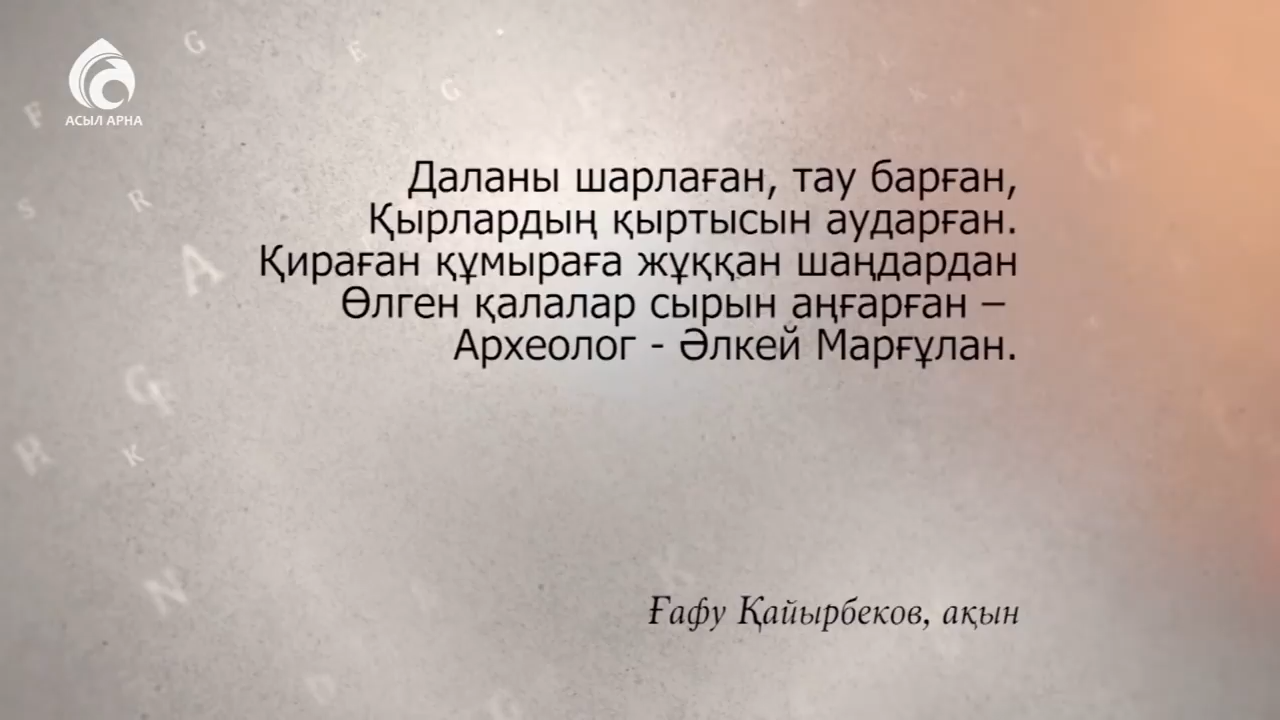 АСЫЛ АРНА
Даланы шарлаған, тау барған,
Қырлардың қыртысын аударған.
Қираған құмыраға жұққан шаңдардан
Өлген қалалар сырын аңғарған –
Археолог - Әлкей Марғұлан.
Ғафу Қайырбеков, ақын